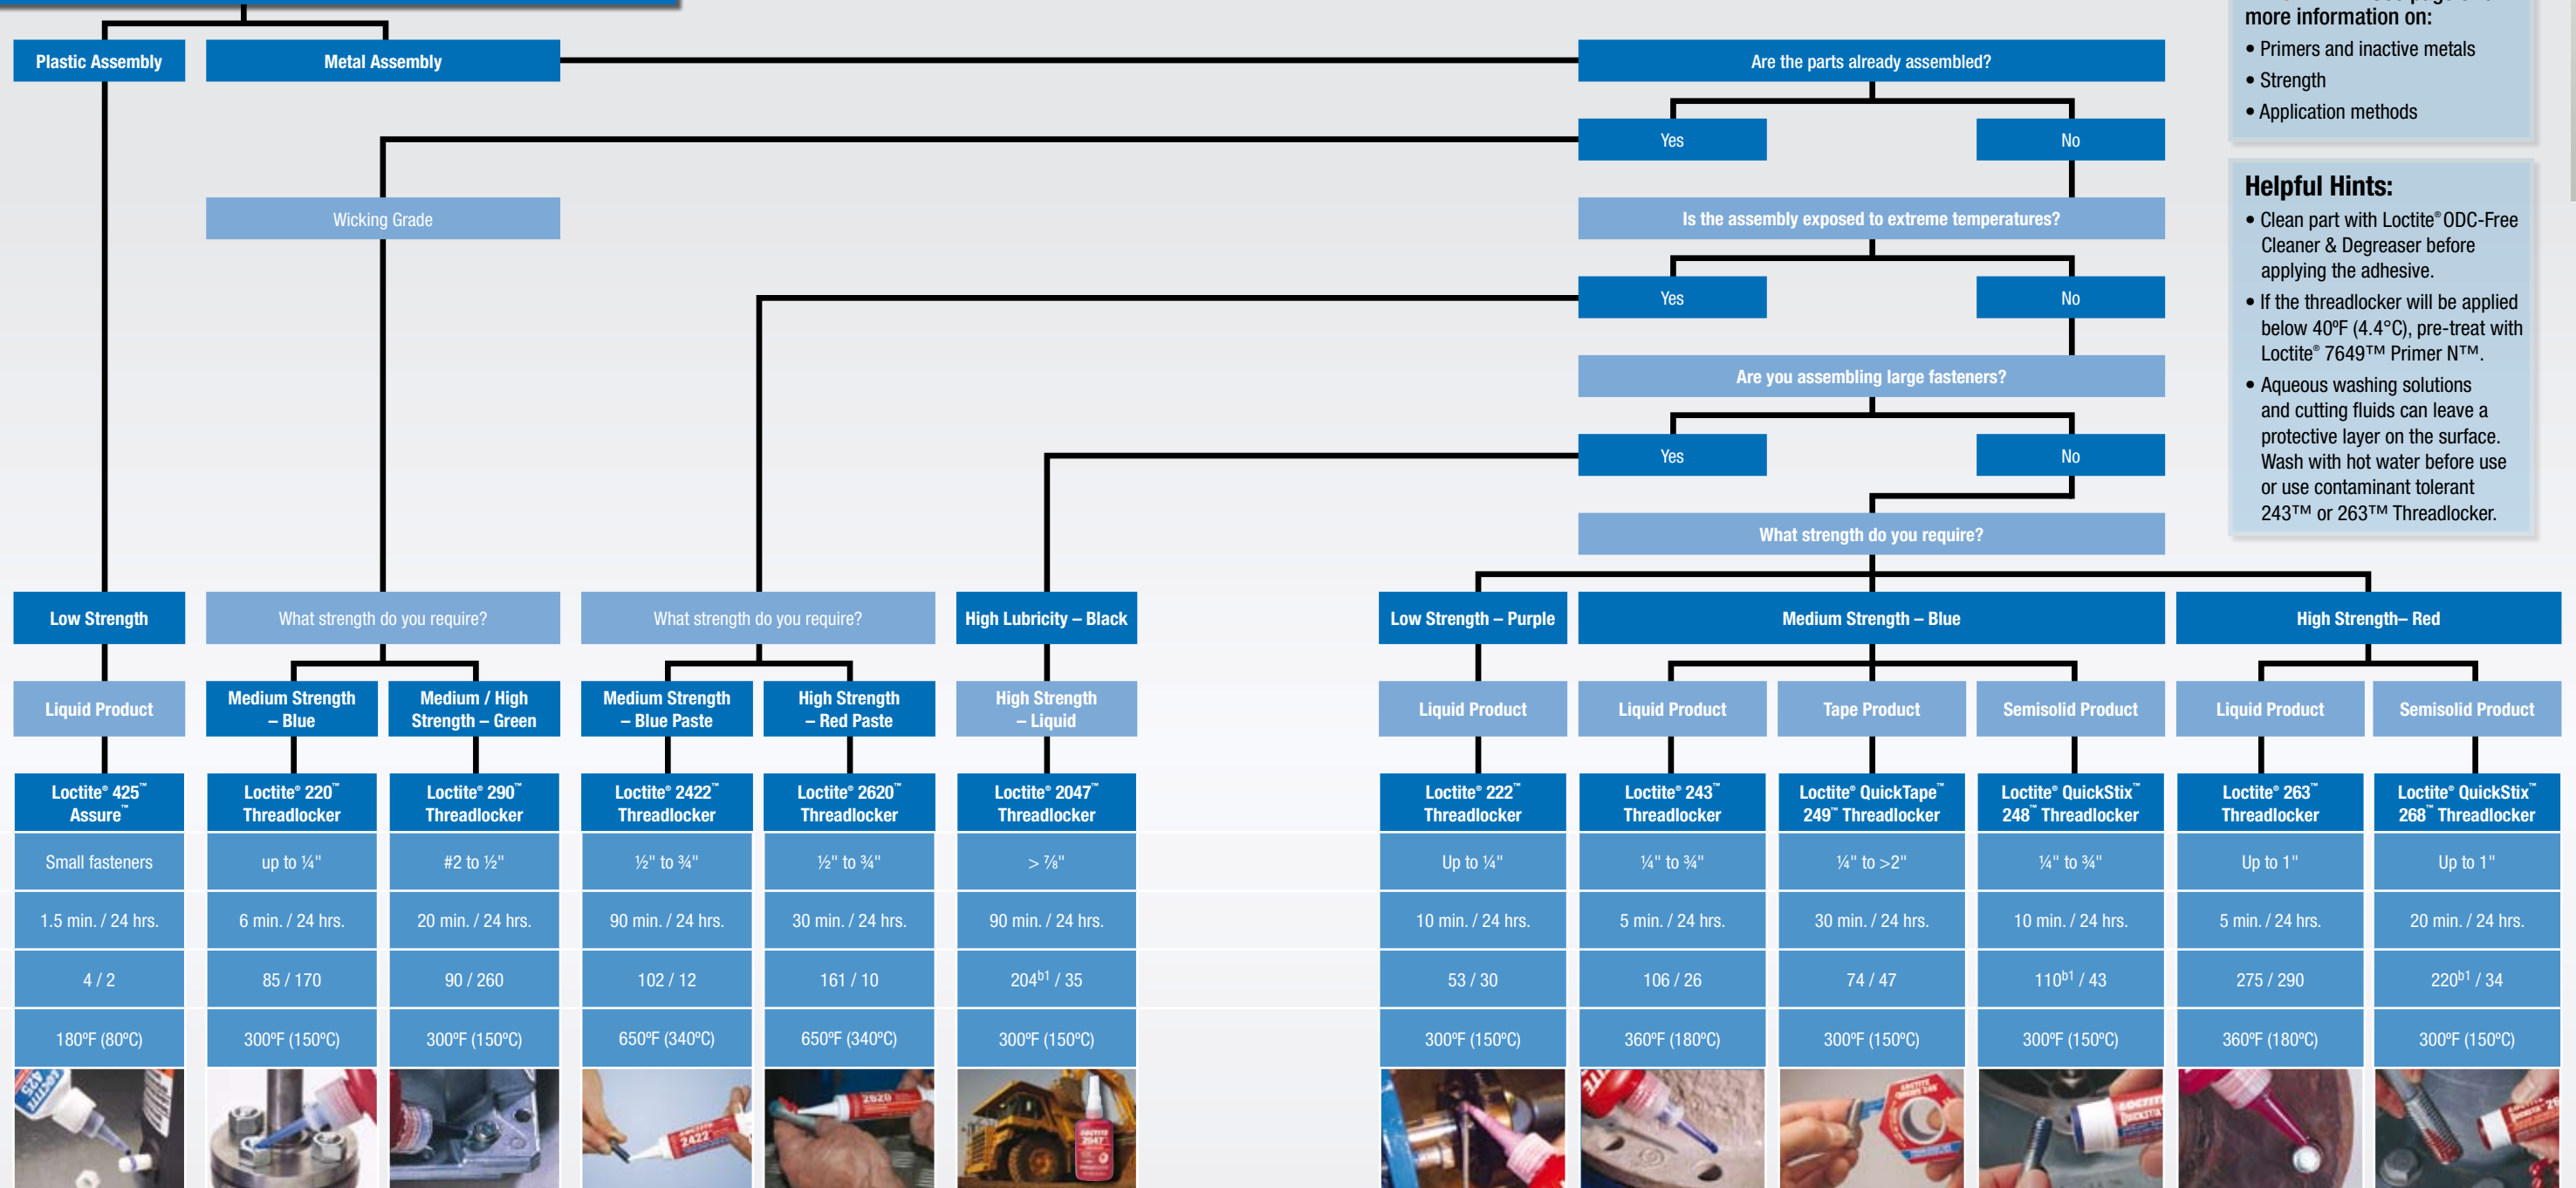 more information on:
• Primers and inactive metals
• Strength
• Application methods
Plastic Assembly
Metal Assembly
Are the parts already assembled?
Yes
No
Wicking Grade
Is the assembly exposed to extreme temperatures?
Yes
No
Are you assembling large fasteners?
Yes
No
What strength do you require?
Helpful Hints:
• Clean part with Loctite® ODC-Free
Cleaner & Degreaser before
applying the adhesive.
• If the threadlocker will be applied
below 40ºF (4.4°C), pre-treat with
Loctite® 7649™ Primer N™.
• Aqueous washing solutions
and cutting fluids can leave a
protective layer on the surface.
Wash with hot water before use
or use contaminant tolerant
243™ or 263™ Threadlocker.
Low Strength
What strength do you require?
What strength do you require?
High Lubricity – Black
Low Strength – Purple
Medium Strength – Blue
High Strength– Red
Liquid Product
Medium Strength
– Blue
Medium / High
Strength – Green
Medium Strength
– Blue Paste
High Strength
– Red Paste
High Strength
– Liquid
Liquid Product
Liquid Product
Tape Product
Semisolid Product
Liquid Product
Semisolid Product
Loctite® 425™
Assure™
Loctite® 220™
Threadlocker
Loctite® 290™
Threadlocker
Loctite® 2422™
Threadlocker
Loctite® 2620™
Threadlocker
Loctite® 2047™
Threadlocker
Loctite® 222™
Threadlocker
Loctite® 243™
Threadlocker
Loctite® QuickTape™
249™ Threadlocker
Loctite® QuickStix™
248™ Threadlocker
Loctite® 263™
Threadlocker
Loctite® QuickStix™
268™ Threadlocker
Small fasteners
up to ¼"
#2 to ½"
½" to ¾"
½" to ¾"
> ⅞"
Up to ¼"
¼" to ¾"
¼" to >2"
¼" to ¾"
Up to 1"
Up to 1"
1.5 min. / 24 hrs.
6 min. / 24 hrs.
20 min. / 24 hrs.
90 min. / 24 hrs.
30 min. / 24 hrs.
90 min. / 24 hrs.
10 min. / 24 hrs.
5 min. / 24 hrs.
30 min. / 24 hrs.
10 min. / 24 hrs.
5 min. / 24 hrs.
20 min. / 24 hrs.
4 / 2
85 / 170
90 / 260
102 / 12
161 / 10
204b1 / 35
53 / 30
106 / 26
74 / 47
110b1 / 43
275 / 290
220b1 / 34
180ºF (80ºC)
300ºF (150ºC)
300ºF (150ºC)
650ºF (340ºC)
650ºF (340ºC)
300ºF (150ºC)
300ºF (150ºC)
360ºF (180ºC)
300ºF (150ºC)
300ºF (150ºC)
360ºF (180ºC)
300ºF (150ºC)
LOCTITE
425
LOCTITE
2422
2620
LOCTITE
2047
LOCTITE
LOCTITE